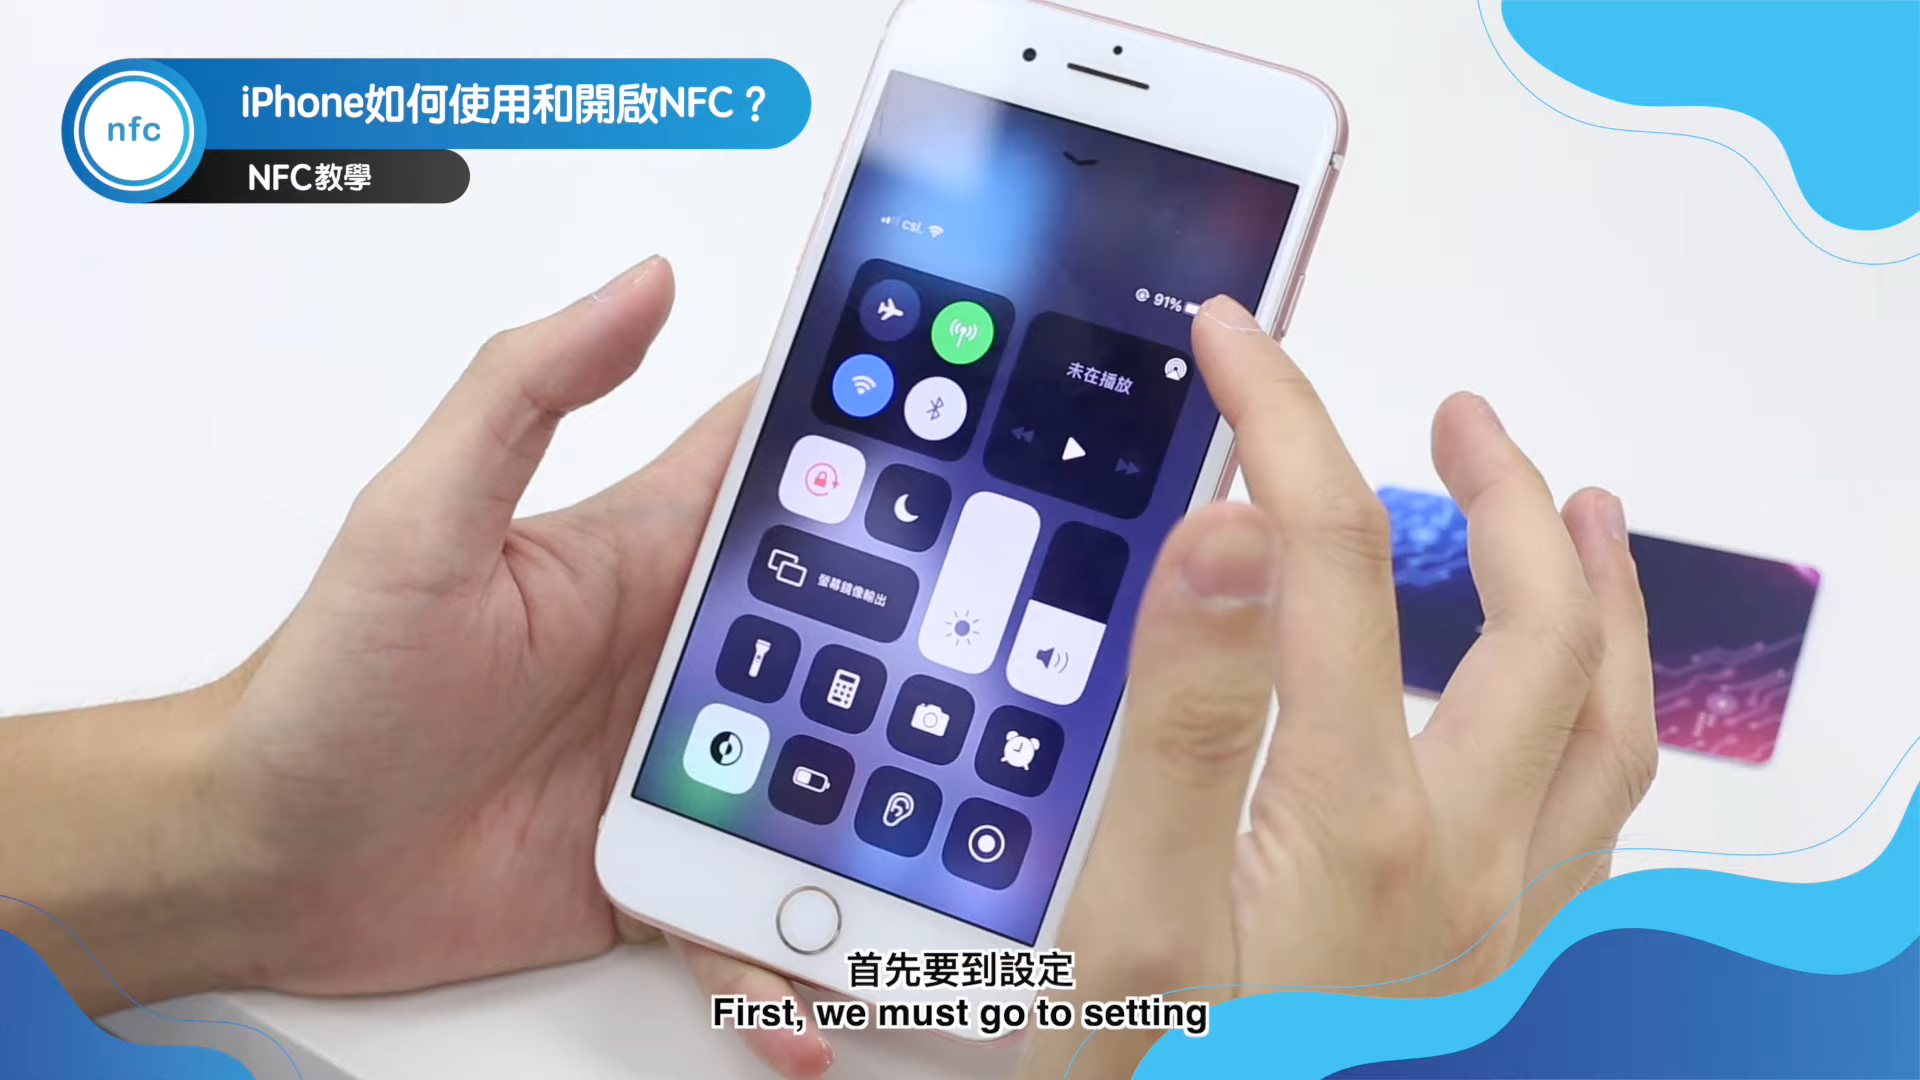 iPhone如何使用和開啟NFC？
nfc
NFC教學
csl.
91%
未在播放
螢幕鏡像輸出
首先要到設定
First, we must go to setting